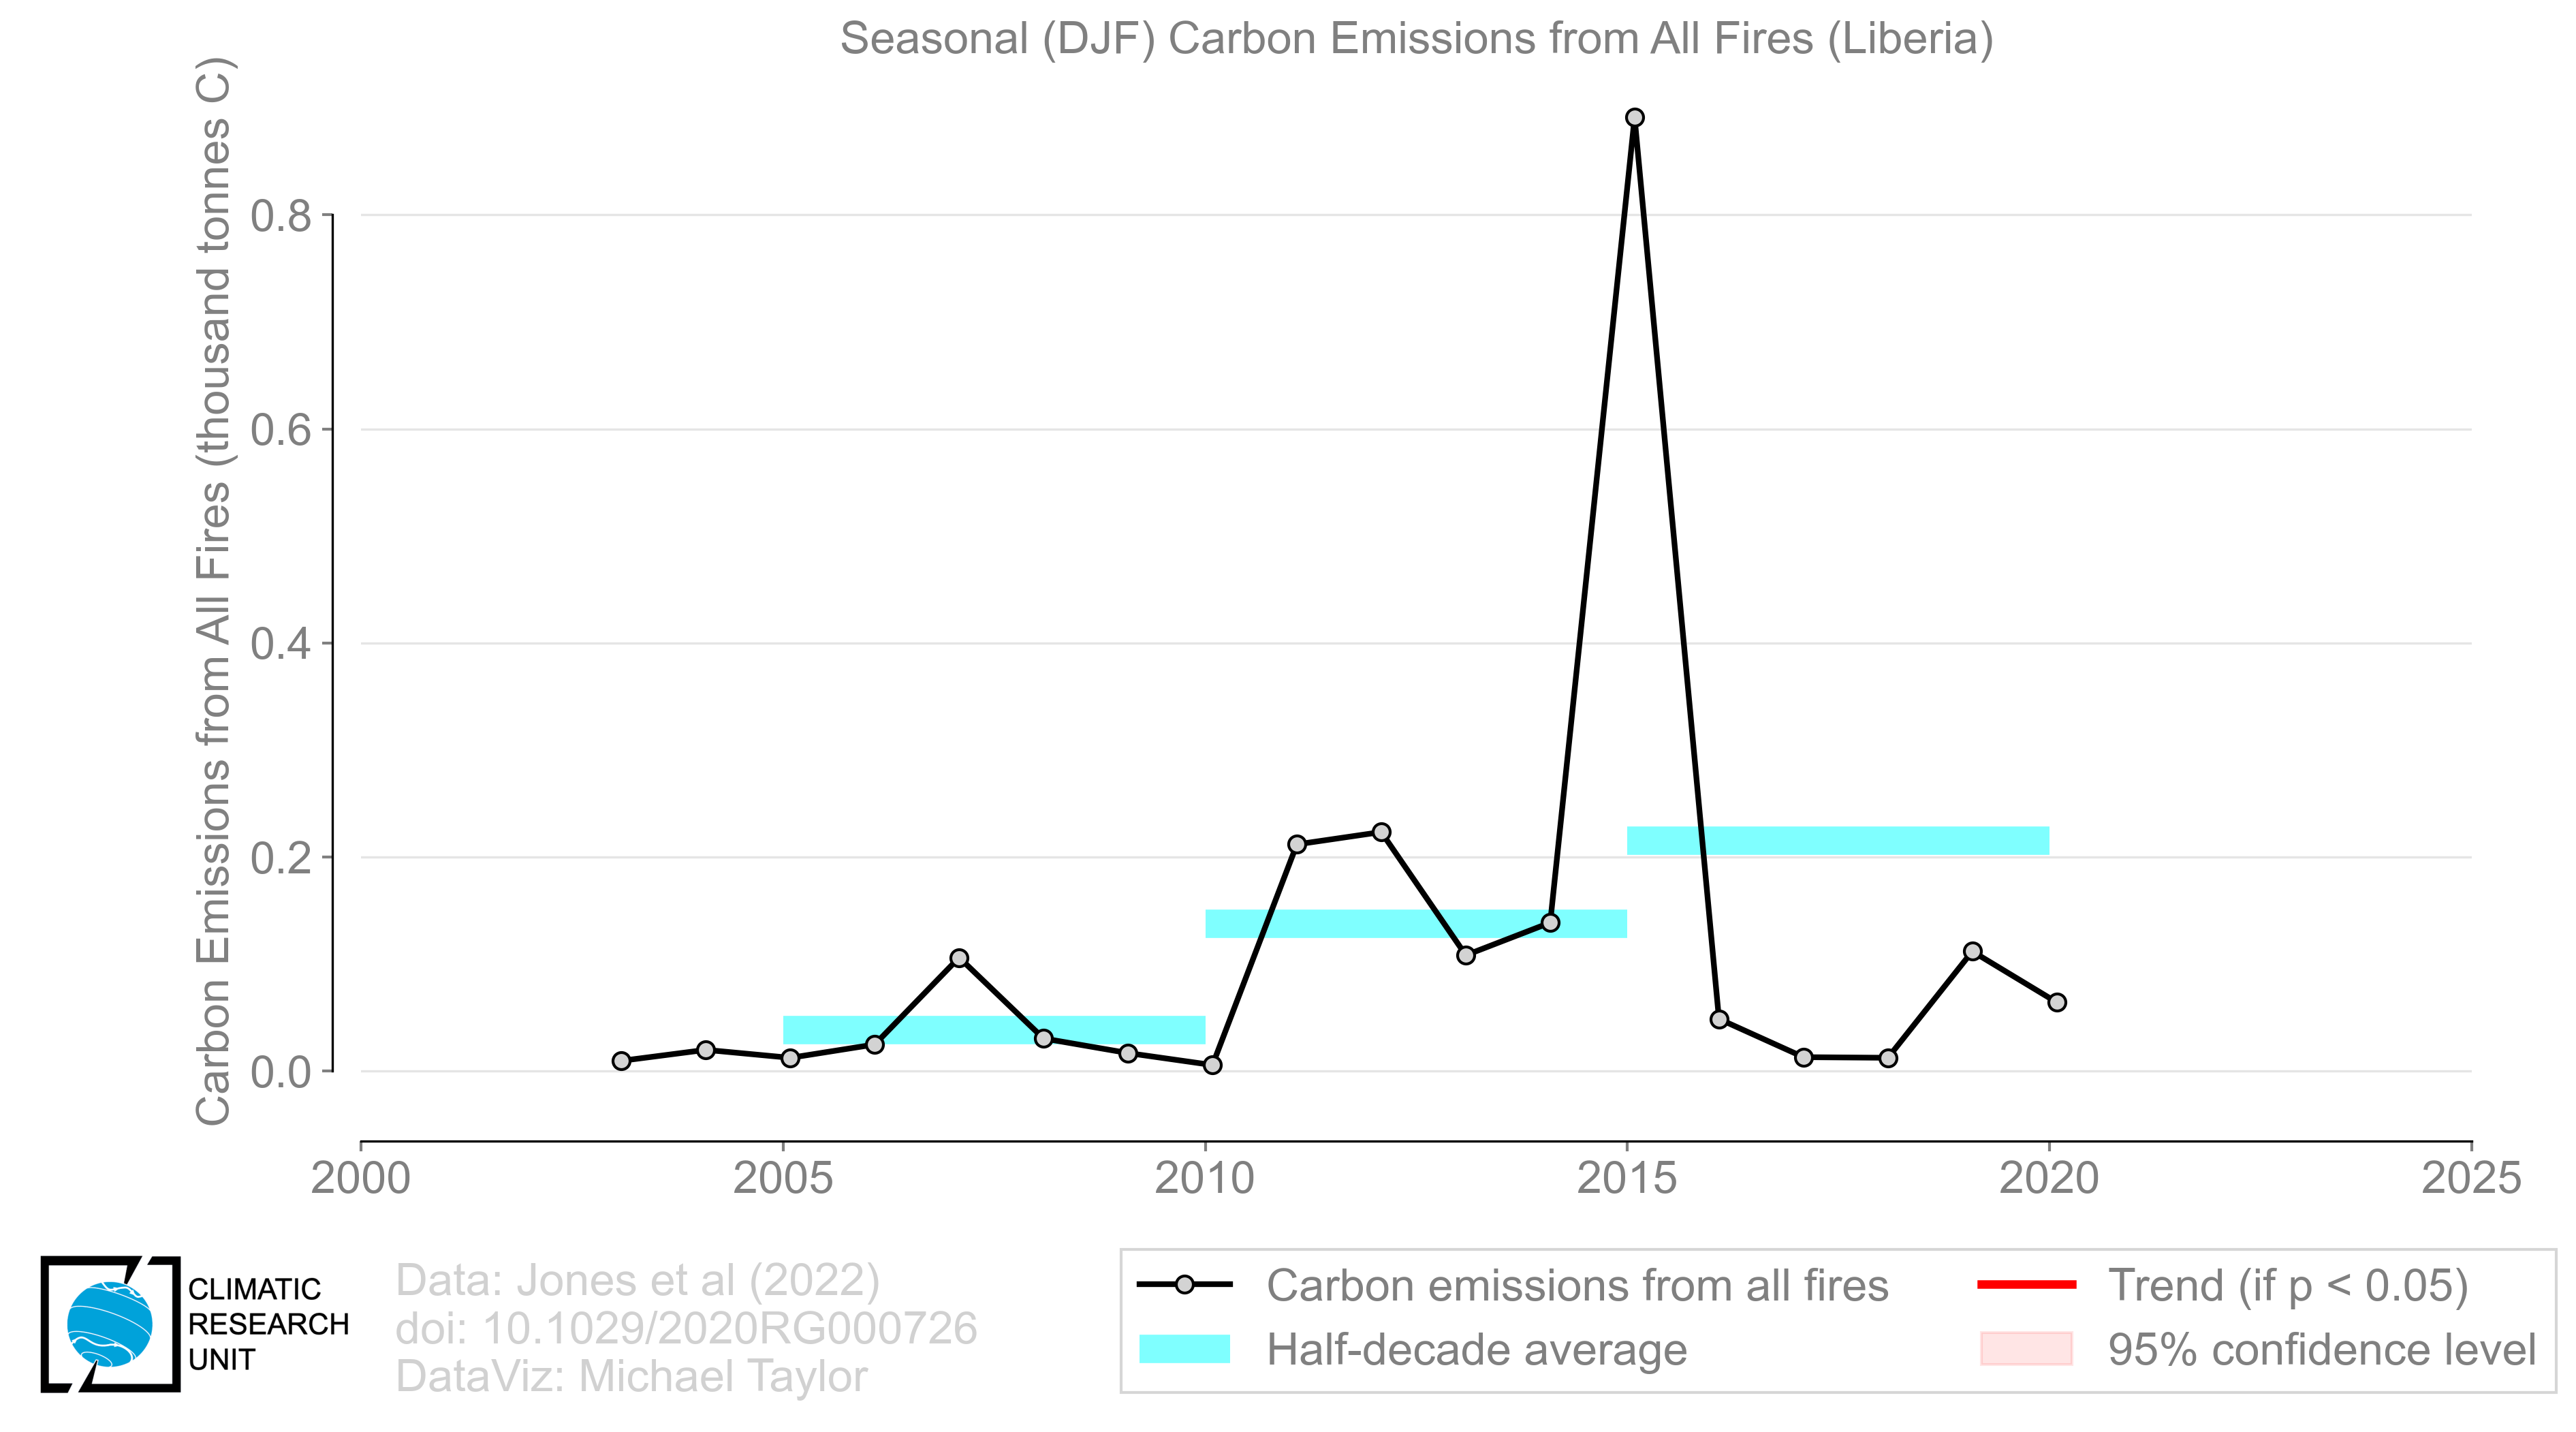 Seasonal (DJF) Carbon Emissions from All Fires (Liberia)
Carbon Emissions from All Fires (thousand tonnes C)
0.8
0.6
0.4
0.2
0.0
2000 2005 2010 2015 2020 2025
CLIMATIC
RESEARCH
UNIT
Data: Jones et al (2022)
doi: 10.1029/2020RG000726
DataViz: Michael Taylor
Carbon emissions from all fires
Half-decade average
Trend (if p < 0.05)
95% confidence level